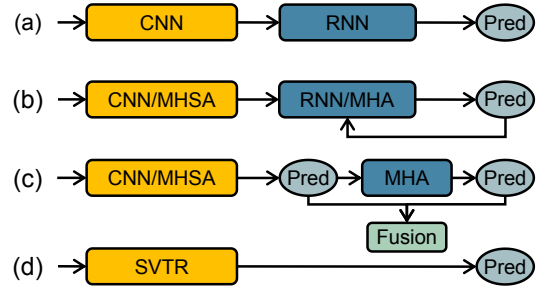 (a) CNN RNN Pred
(b) CNN/MHSA RNN/MHA Pred
(c) CNN/MHSA Pred MHA Pred
Fusion
(d) SVTR Pred